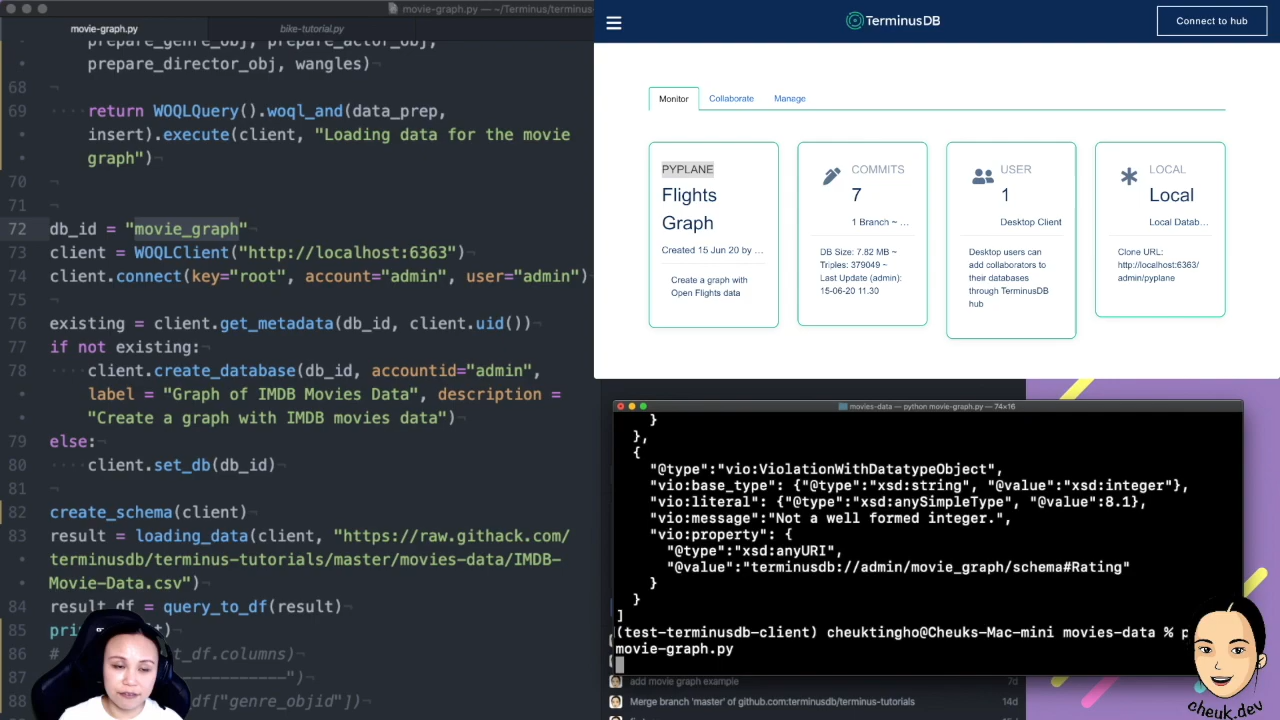 movie-graph.py — ~/Terminus/terminus-tutoria
movie-graph.py
bike-tutorial.py
prepare_genre_obj, prepare_actor_obj,
prepare_director_obj, wangles)
68
69 return WOQLQuery().woql_and(data_prep,
insert).execute(client, "Loading data for the movie
graph")
70
71
72 db_id = "movie-graph"
73 client = WOQLClient("http://localhost:6363")
74 client.connect(key="root", account="admin", user="admin")
75
76 existing = client.get_metadata(db_id, client.uid())
77 if not existing:
78 client.create_database(db_id, accountid="admin",
label = "Graph of IMDB Movies Data", description =
"Create a graph with IMDB movies data")
79 else:
80 client.set_db(db_id)
81
82 create_schema(client)
83 result = loading_data(client, "https://raw.githack.com/
terminusdb/terminus-tutorials/master/movies-data/IMDB-
Movie-Data.csv")
84 result_df = query_to_df(result)
85
86
87
TerminusDB
Connect to hub
Monitor
Collaborate
Manage
PYPLANE
Flights
Graph
Created 15 Jun 20 by ...
Create a graph with
Open Flights data
COMMITS
7
1 Branch ~ ...
DB Size: 7.82 MB ~
Triples: 379049 ~
Last Update (admin):
15-06-20 11.30
USER
1
Desktop Client
Desktop users can
add collaborators to
their databases
through TerminusDB
hub
LOCAL
Local
Local Datab...
Clone URL:
http://localhost:6363/
admin/pyplane
movies-data — python movie-graph.py — 74×16
}
},
{
"@type":"vio:ViolationWithDatatypeObject",
"vio:base_type": {"@type":"xsd:string", "@value":"xsd:integer"},
"vio:literal": {"@type":"xsd:anySimpleType", "@value":8.1},
"vio:message":"Not a well formed integer.",
"vio:property": {
"@type":"xsd:anyURI",
"@value":"terminusdb://admin/movie_graph/schema#Rating"
}
}
]
(test-terminusdb-client) cheuktingho@Cheuks-Mac-mini movies-data % p
movie-graph.py
add movie graph example 7d
Merge branch 'master' of github.com:terminusdb/terminus-tutorials 14d
cheuk.dev